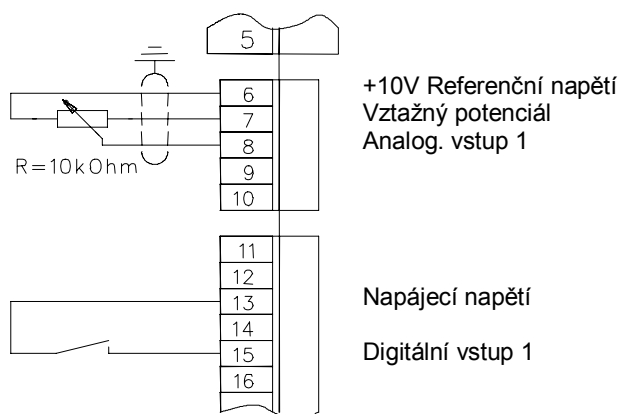 5
6 +10V Referenční napětí
7 Vztažný potenciál
8 Analog. vstup 1
R=10kOhm
9
10
11
12
13 Napájecí napětí
14
15 Digitální vstup 1
16